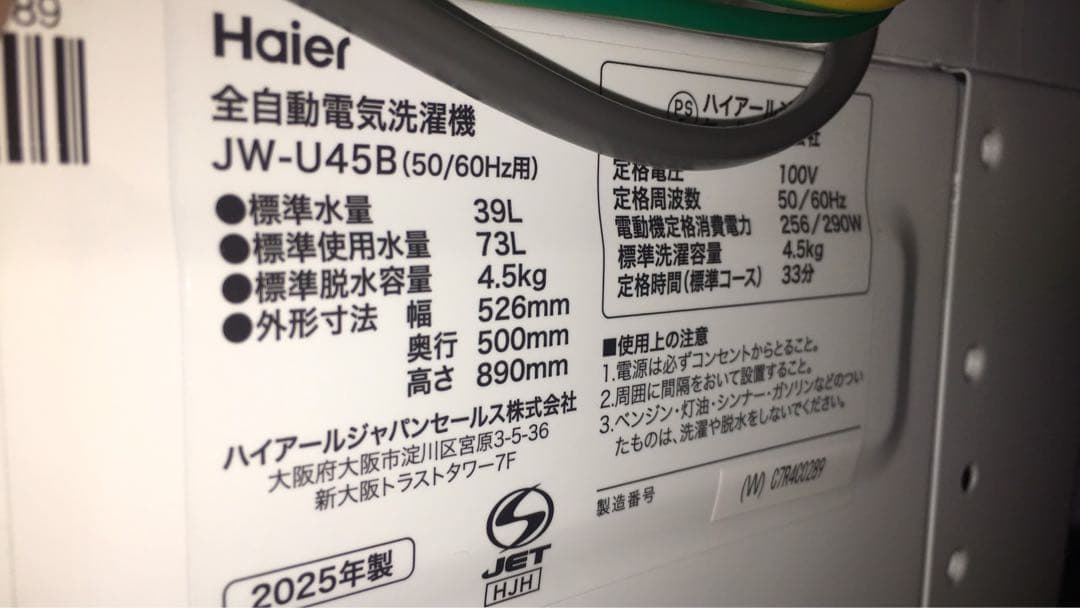 89
Haier
全自動電気洗濯機
JW-U45B(50/60Hz用)
●標準水量 39L
●標準使用水量 73L
●標準脱水容量 4.5kg
●外形寸法 幅 526mm
奥行 500mm
高さ 890mm
ハイアールジャパンセールス株式会社
大阪府大阪市淀川区宮原3-5-36
新大阪トラストタワー7F
2025年製
JET
HJH
PS ハイアール
定格電圧 100V
定格周波数 50/60Hz
電動機定格消費電力 256/290W
標準洗濯容量 4.5kg
定格時間(標準コース) 33分
■使用上の注意
1.電源は必ずコンセントからとること。
2.周囲に間隔をおいて設置すること。
3.ベンジン・灯油・シンナー・ガソリンなどのつい
たものは、洗濯や脱水をしないでください。
製造番号 (W) C7R4C0289